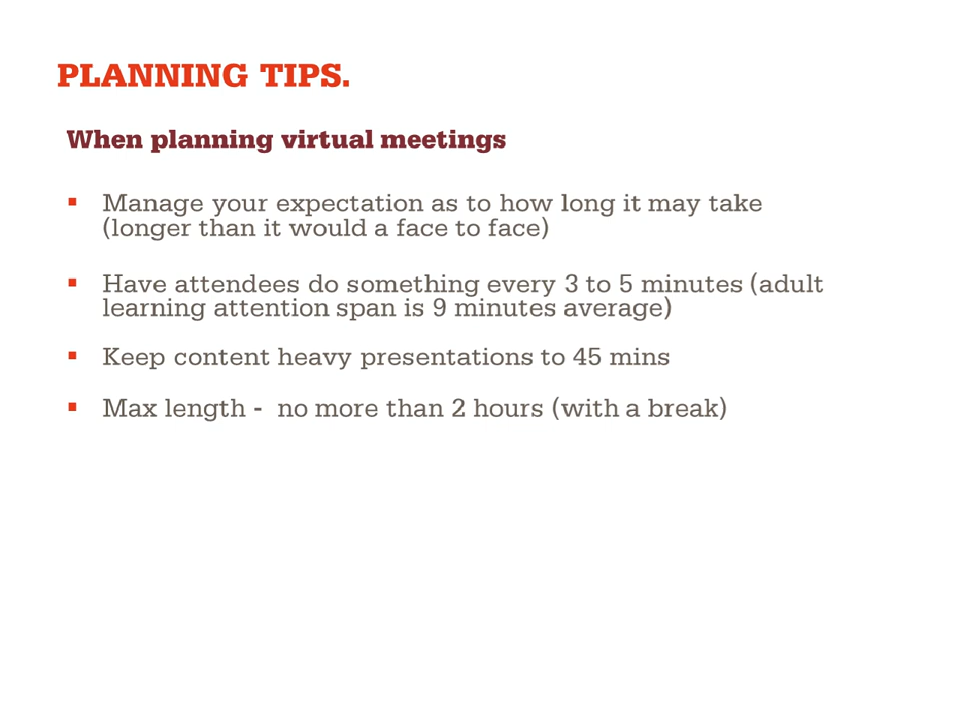 PLANNING TIPS.
When planning virtual meetings
▪ Manage your expectation as to how long it may take
(longer than it would a face to face)
▪ Have attendees do something every 3 to 5 minutes (adult
learning attention span is 9 minutes average)
▪ Keep content heavy presentations to 45 mins
▪ Max length - no more than 2 hours (with a break)